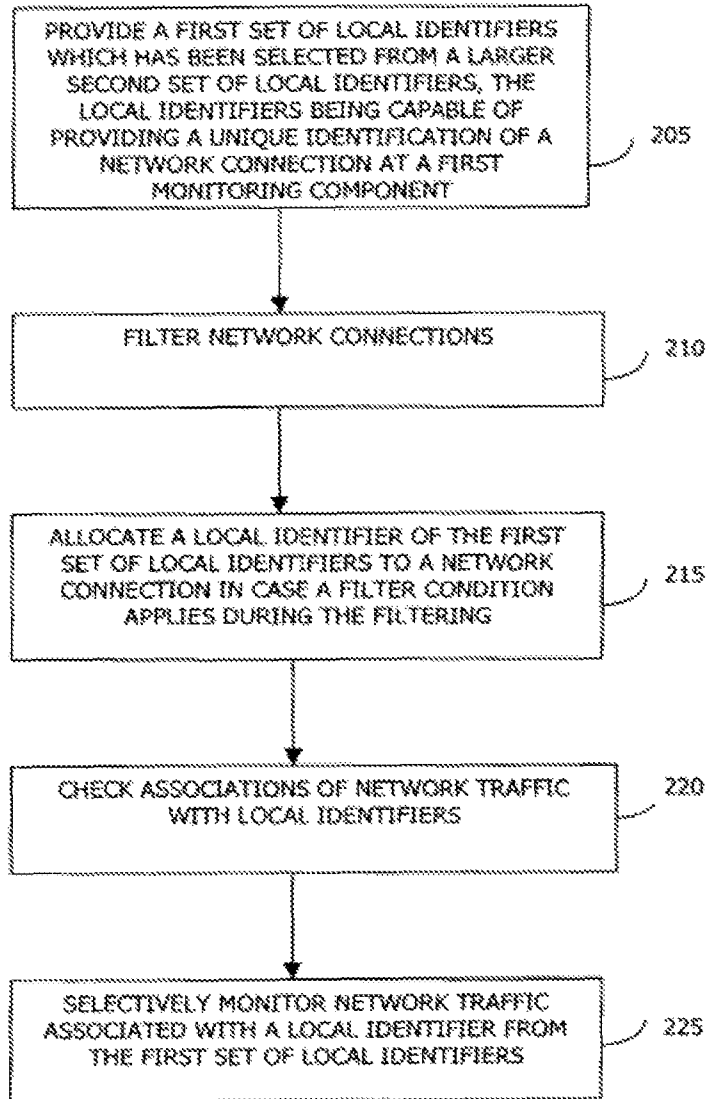 PROVIDE A FIRST SET OF LOCAL IDENTIFIERS
WHICH HAS BEEN SELECTED FROM A LARGER
SECOND SET OF LOCAL IDENTIFIERS, THE
LOCAL IDENTIFIERS BEING CAPABLE OF
PROVIDING A UNIQUE IDENTIFICATION OF A
NETWORK CONNECTION AT A FIRST
MONITORING COMPONENT
205
FILTER NETWORK CONNECTIONS
210
ALLOCATE A LOCAL IDENTIFIER OF THE FIRST
SET OF LOCAL IDENTIFIERS TO A NETWORK
CONNECTION IN CASE A FILTER CONDITION
APPLIES DURING THE FILTERING
215
CHECK ASSOCIATIONS OF NETWORK TRAFFIC
WITH LOCAL IDENTIFIERS
220
SELECTIVELY MONITOR NETWORK TRAFFIC
ASSOCIATED WITH A LOCAL IDENTIFIER FROM
THE FIRST SET OF LOCAL IDENTIFIERS
225